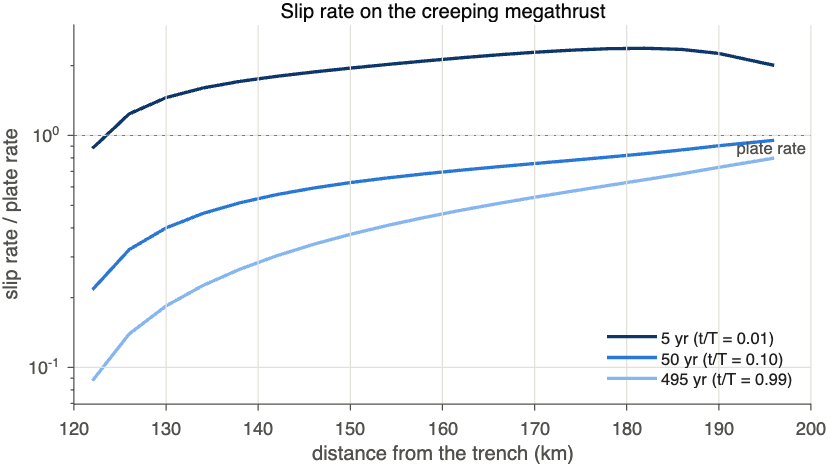 Slip rate on the creeping megathrust
slip rate / plate rate
10⁰
10⁻¹
plate rate
5 yr (t/T = 0.01)
50 yr (t/T = 0.10)
495 yr (t/T = 0.99)
120 130 140 150 160 170 180 190 200
distance from the trench (km)